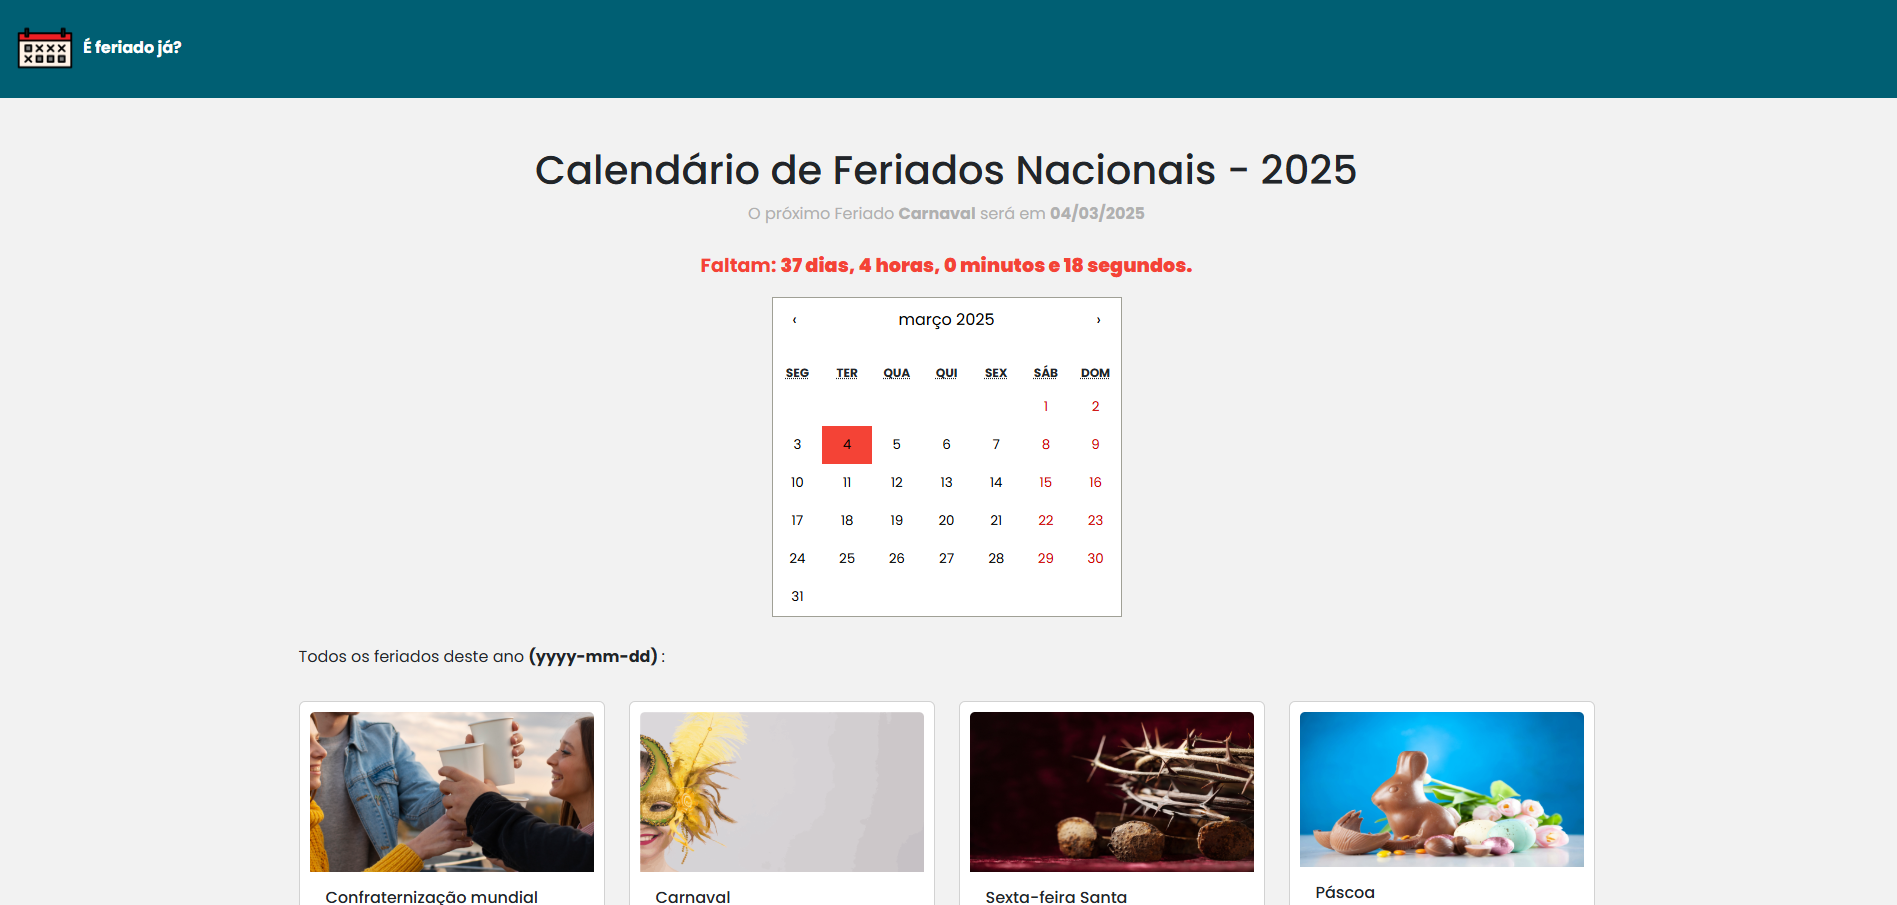 É feriado já?
Calendário de Feriados Nacionais - 2025
O próximo Feriado Carnaval será em 04/03/2025
Faltam: 37 dias, 4 horas, 0 minutos e 18 segundos.
‹ março 2025 ›
SEG TER QUA QUI SEX SÁB DOM
1 2
3 4 5 6 7 8 9
10 11 12 13 14 15 16
17 18 19 20 21 22 23
24 25 26 27 28 29 30
31
Todos os feriados deste ano (yyyy-mm-dd) :
Confraternização mundial
Carnaval
Sexta-feira Santa
Páscoa